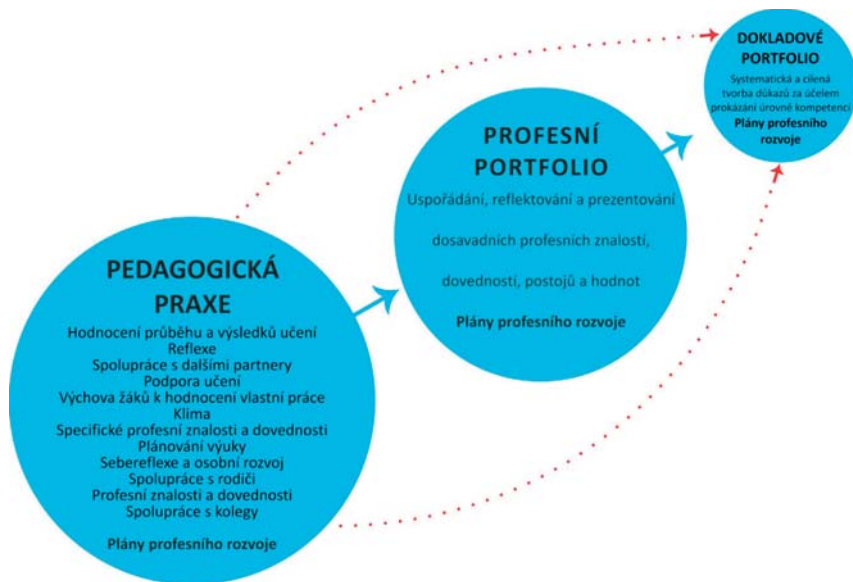 DOKLADOVÉ
PORTFOLIO
Systematická a cílená
tvorba důkazů za účelem
prokázání úrovně kompetencí
Plány profesního
rozvoje
PROFESNÍ
PORTFOLIO
Uspořádání, reflektování a prezentování
dosavadních profesních znalostí,
dovedností, postojů a hodnot
Plány profesního rozvoje
PEDAGOGICKÁ
PRAXE
Hodnocení průběhu a výsledků učení
Reflexe
Spolupráce s dalšími partnery
Podpora učení
Výchova žáků k hodnocení vlastní práce
Klima
Specifické profesní znalosti a dovednosti
Plánování výuky
Sebereflexe a osobní rozvoj
Spolupráce s rodiči
Profesní znalosti a dovednosti
Spolupráce s kolegy
Plány profesního rozvoje